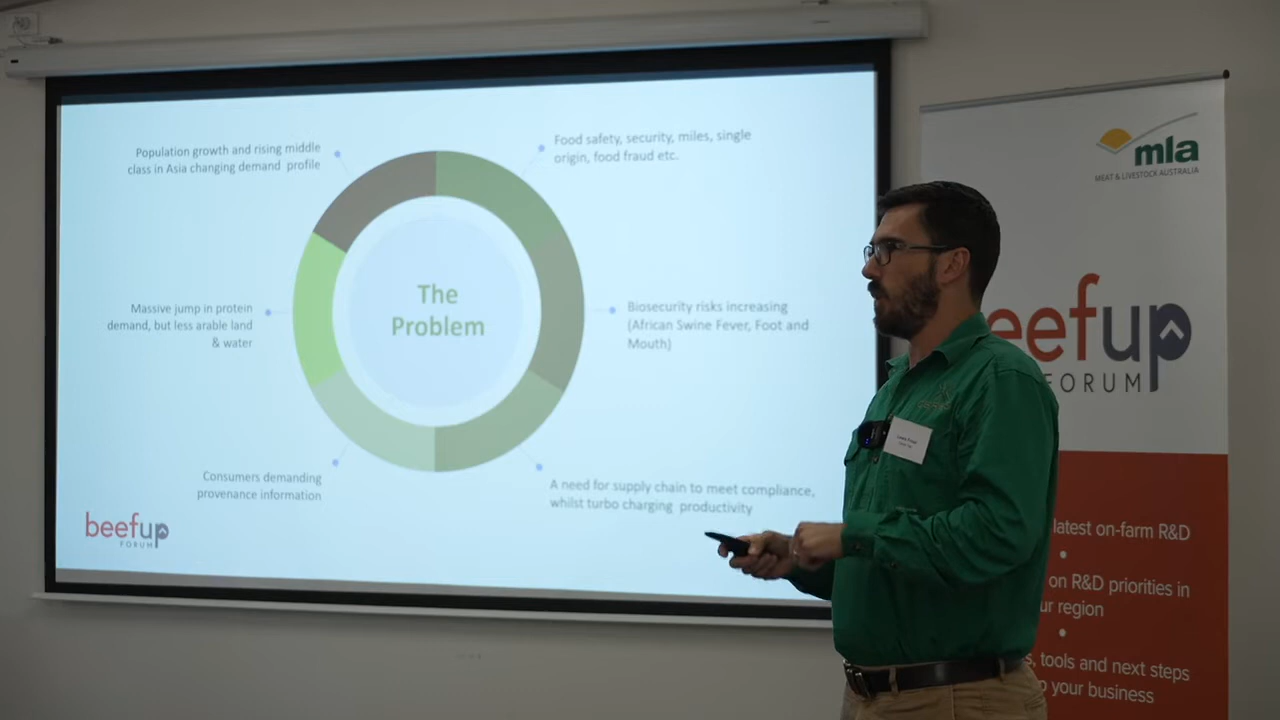 Population growth and rising middle
class in Asia changing demand profile
Food safety, security, miles, single
origin, food fraud etc.
Massive jump in protein
demand, but less arable land
& water
The
Problem
Biosecurity risks increasing
(African Swine Fever, Foot and
Mouth)
Consumers demanding
provenance information
A need for supply chain to meet compliance,
whilst turbo charging productivity
beefup
FORUM
mla
MEAT & LIVESTOCK AUSTRALIA
eefup
FORUM
latest on-farm R&D
•
on R&D priorities in
ur region
•
s, tools and next steps
o your business